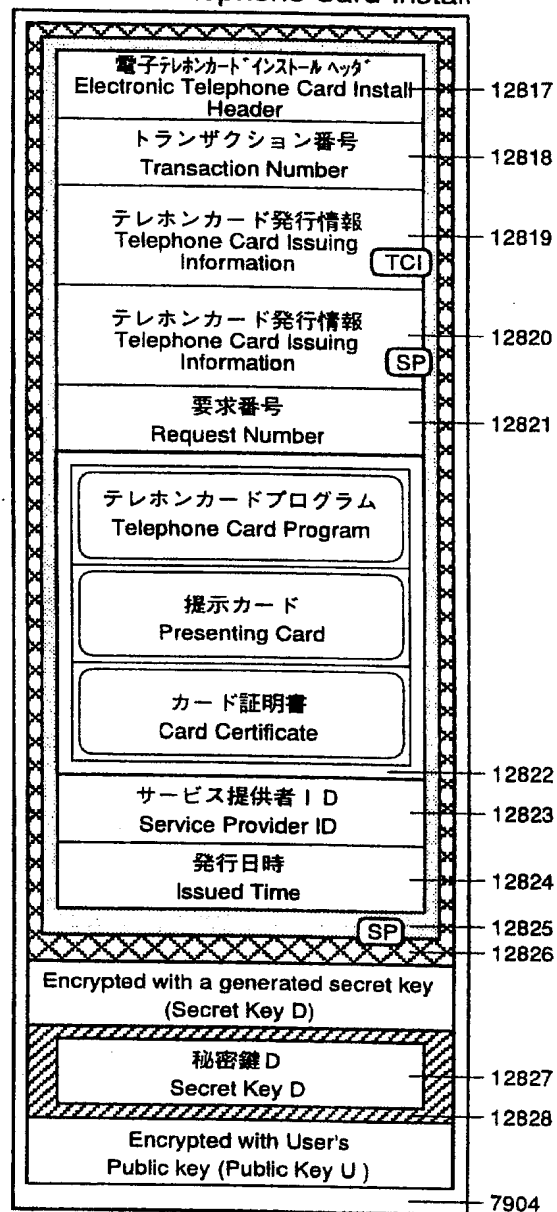 電子テレホンカード インストール ヘッダ
Electronic Telephone Card Install
Header
12817
トランザクション番号
Transaction Number
12818
テレホンカード発行情報
Telephone Card Issuing
Information
TCI
12819
テレホンカード発行情報
Telephone Card Issuing
Information
SP
12820
要求番号
Request Number
12821
テレホンカードプログラム
Telephone Card Program
提示カード
Presenting Card
カード証明書
Card Certificate
12822
サービス提供者ID
Service Provider ID
12823
発行日時
Issued Time
12824
SP
12825
12826
Encrypted with a generated secret key
(Secret Key D)
秘密鍵D
Secret Key D
12827
12828
Encrypted with User's
Public key (Public Key U )
7904